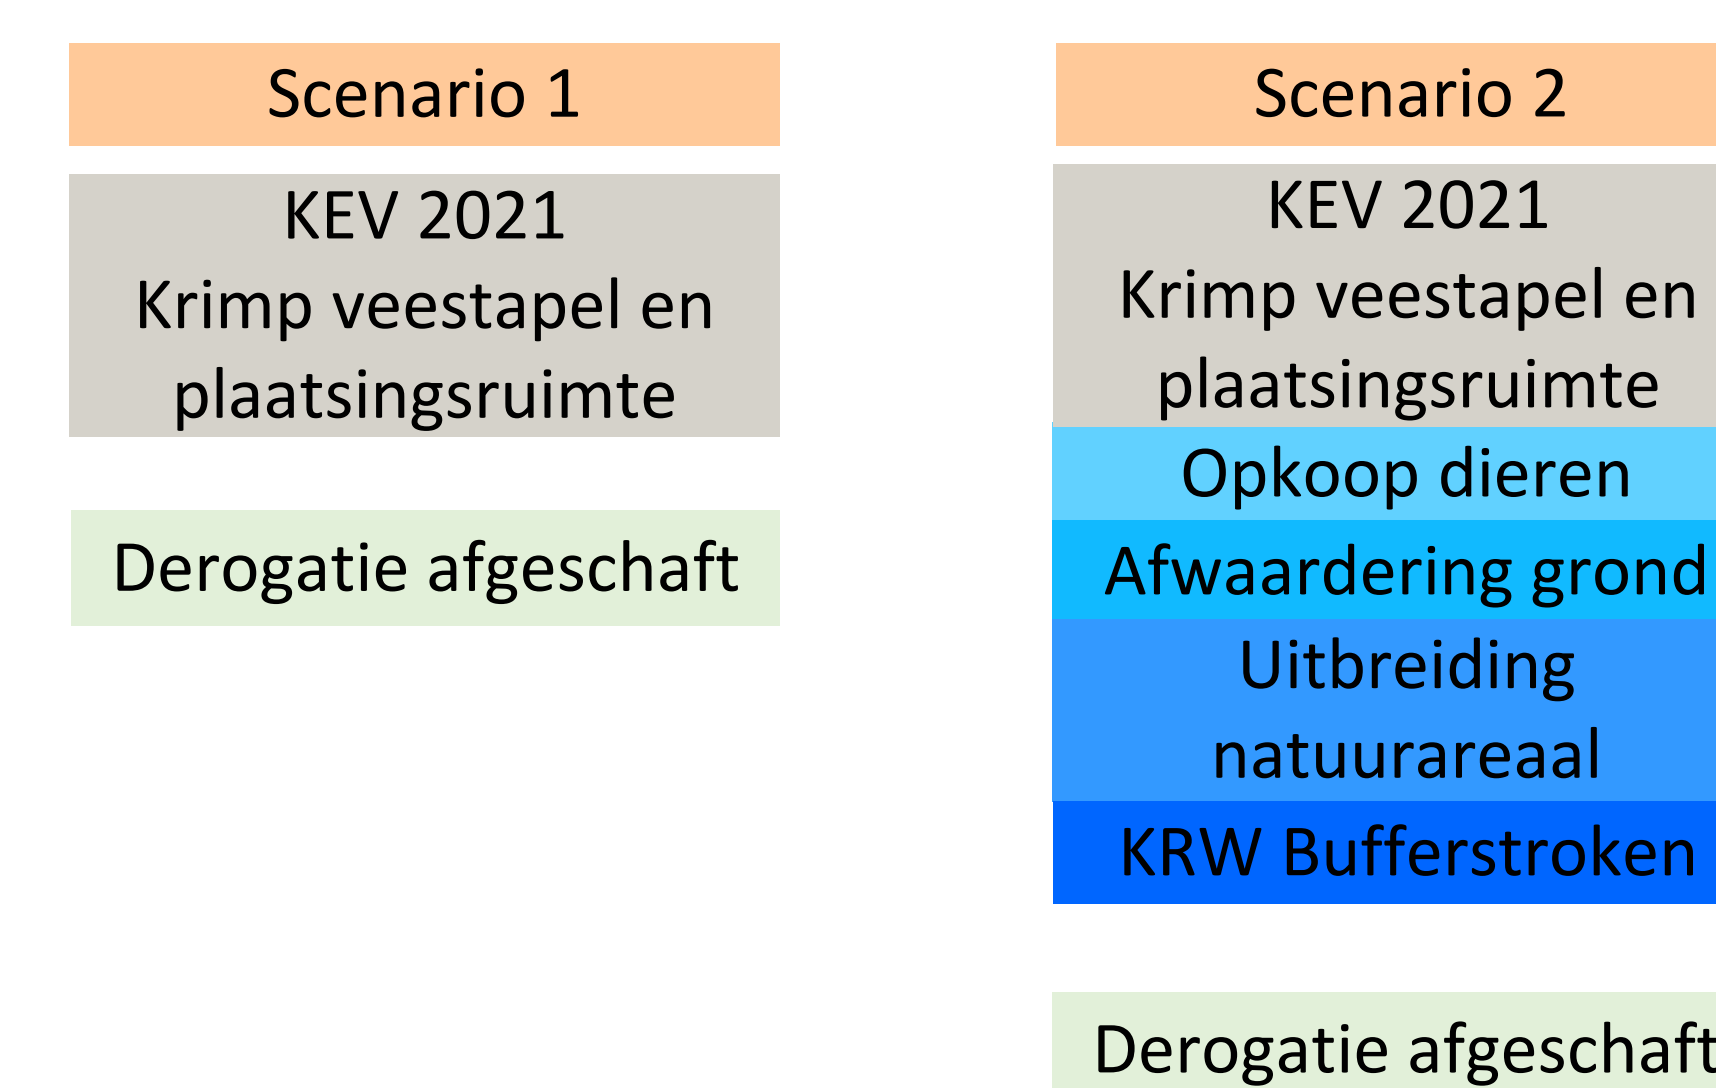 Scenario 1
KEV 2021
Krimp veestapel en
plaatsingsruimte
Derogatie afgeschaft
Scenario 2
KEV 2021
Krimp veestapel en
plaatsingsruimte
Opkoop dieren
Afwaardering grond
Uitbreiding
natuurareaal
KRW Bufferstroken
Derogatie afgeschaft